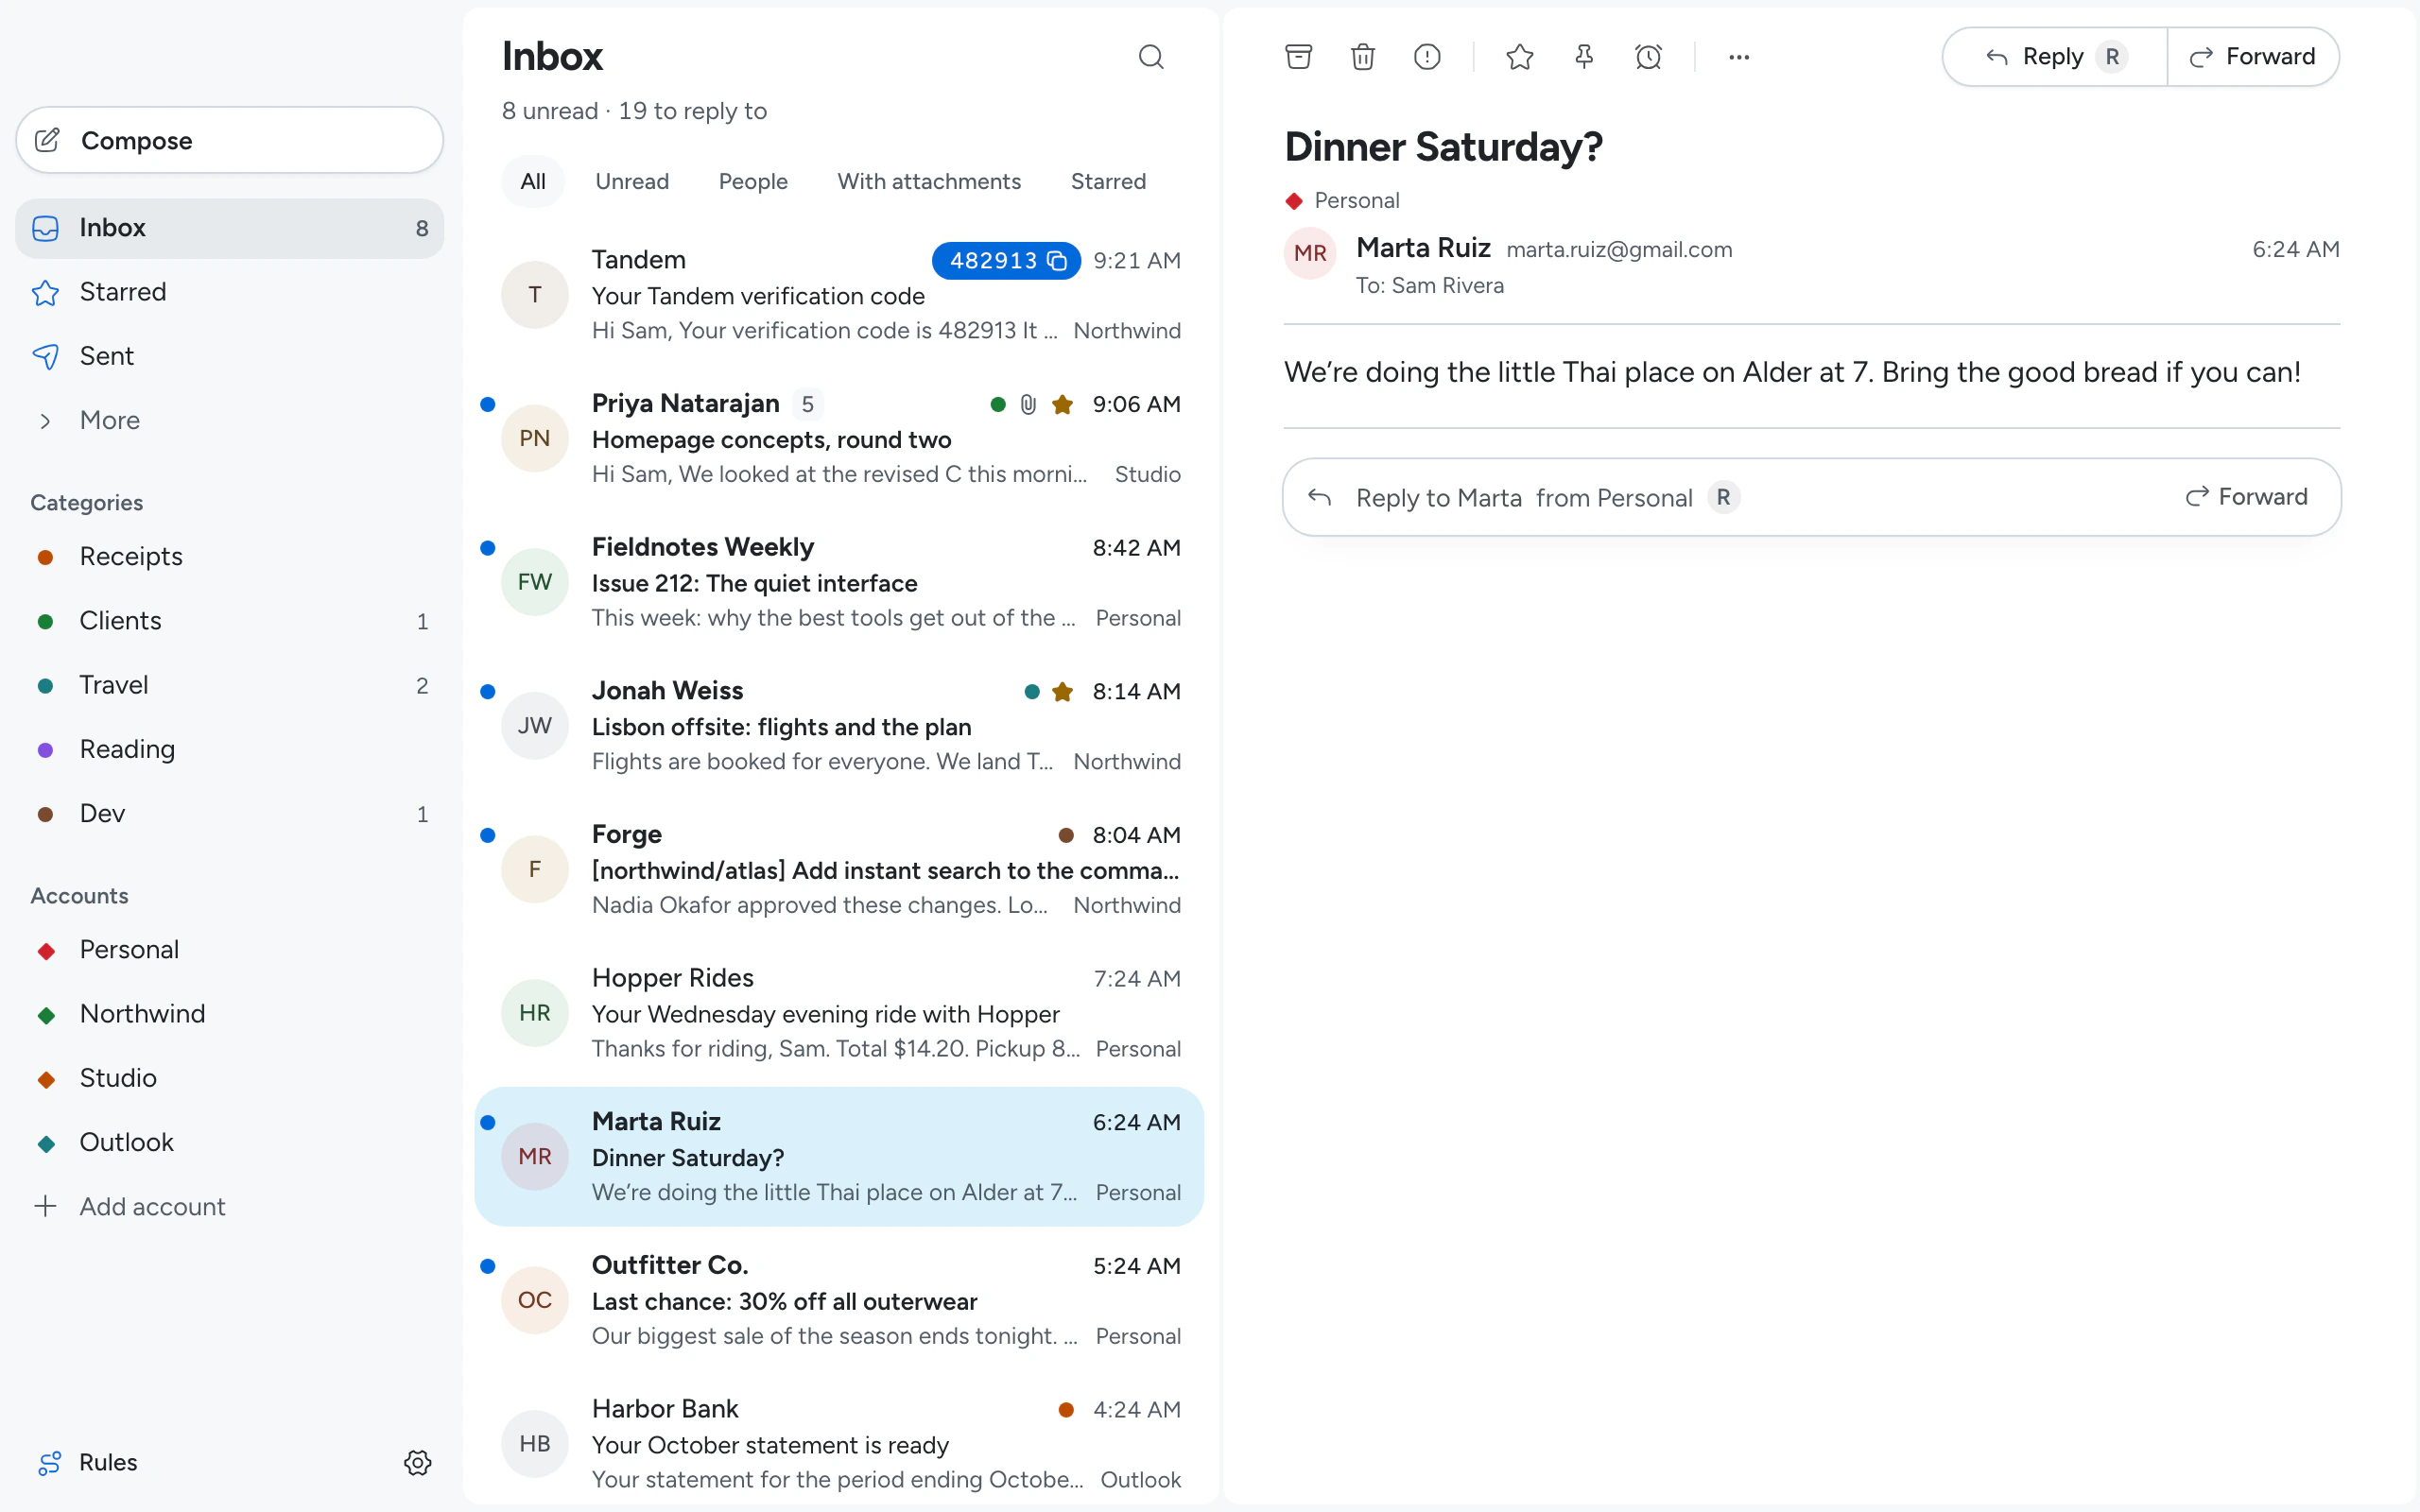 Compose
Inbox 8
Starred
Sent
More
Categories
Receipts
Clients 1
Travel 2
Reading
Dev 1
Accounts
Personal
Northwind
Studio
Outlook
Add account
Rules
Inbox
8 unread · 19 to reply to
All Unread People With attachments Starred
T Tandem 482913 9:21 AM
Your Tandem verification code
Hi Sam, Your verification code is 482913 It ... Northwind
PN Priya Natarajan 5 9:06 AM
Homepage concepts, round two
Hi Sam, We looked at the revised C this morni... Studio
FW Fieldnotes Weekly 8:42 AM
Issue 212: The quiet interface
This week: why the best tools get out of the ... Personal
JW Jonah Weiss 8:14 AM
Lisbon offsite: flights and the plan
Flights are booked for everyone. We land T... Northwind
F Forge 8:04 AM
[northwind/atlas] Add instant search to the comma...
Nadia Okafor approved these changes. Lo... Northwind
HR Hopper Rides 7:24 AM
Your Wednesday evening ride with Hopper
Thanks for riding, Sam. Total $14.20. Pickup 8... Personal
MR Marta Ruiz 6:24 AM
Dinner Saturday?
We’re doing the little Thai place on Alder at 7... Personal
OC Outfitter Co. 5:24 AM
Last chance: 30% off all outerwear
Our biggest sale of the season ends tonight. ... Personal
HB Harbor Bank 4:24 AM
Your October statement is ready
Your statement for the period ending Octobe... Outlook
Reply R Forward
Dinner Saturday?
Personal
MR Marta Ruiz marta.ruiz@gmail.com 6:24 AM
To: Sam Rivera
We’re doing the little Thai place on Alder at 7. Bring the good bread if you can!
Reply to Marta from Personal R Forward